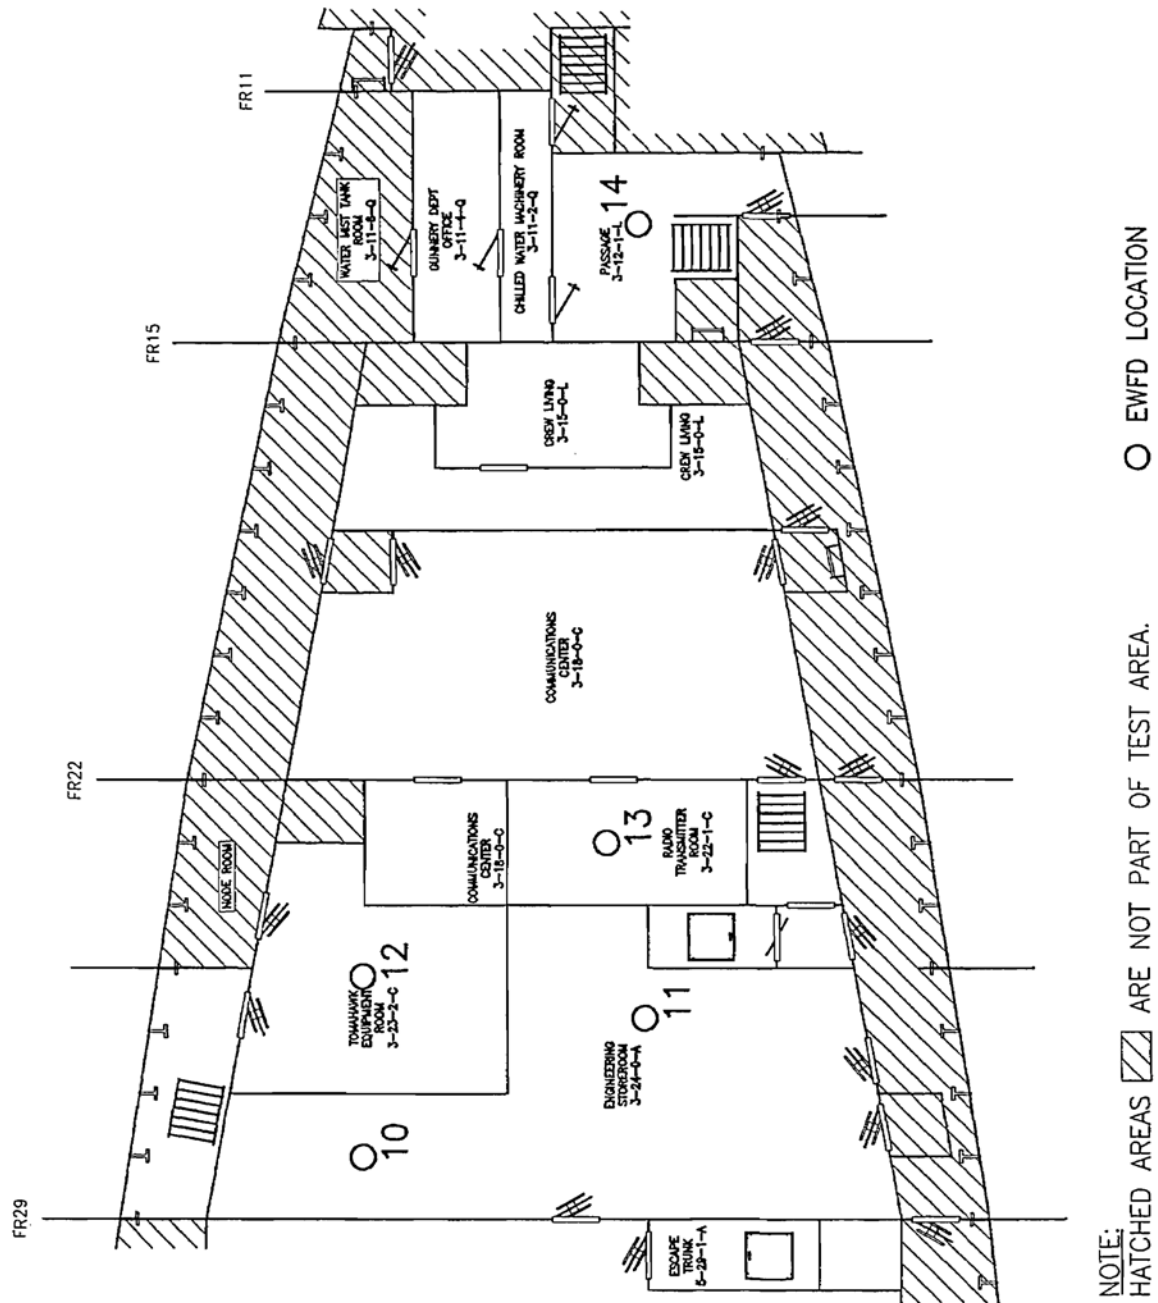 FR11
FR15
FR22
FR29
WATER MIST TANK
ROOM
3-11-6-Q
GUNNERY DEPT
OFFICE
3-11-4-Q
CHILLED WATER MACHINERY ROOM
3-11-2-Q
PASSAGE
3-12-1-L
14
CREW LIVING
3-15-0-L
CREW LIVING
3-15-0-L
COMMUNICATIONS
CENTER
3-18-0-C
NODE ROOM
COMMUNICATIONS
CENTER
3-18-0-C
13
RADIO
TRANSMITTER
ROOM
3-22-1-C
TOMAHAWK
EQUIPMENT
ROOM
3-23-2-C
12
ENGINEERING
STOREROOM
3-24-0-A
11
10
ESCAPE
TRUNK
5-29-1-A
NOTE:
HATCHED AREAS ARE NOT PART OF TEST AREA.
EWFD LOCATION